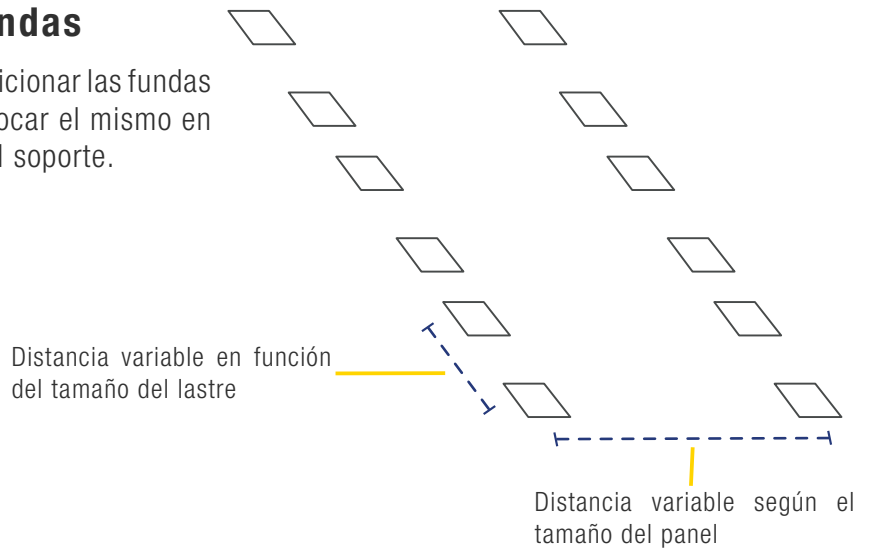 ndas
icionar las fundas
ocar el mismo en
l soporte.
Distancia variable en función
del tamaño del lastre
Distancia variable según el
tamaño del panel